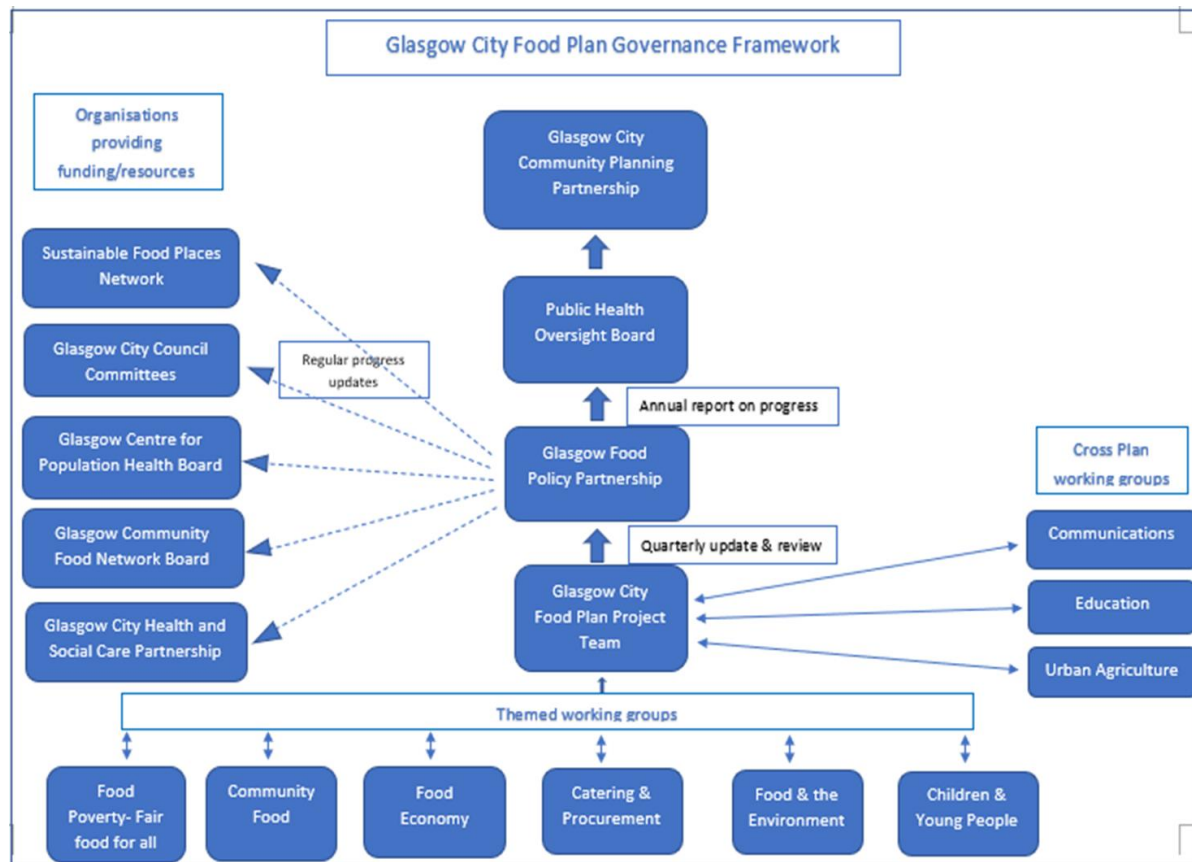 Glasgow City Food Plan Governance Framework
Organisations
providing
funding/resources
Glasgow City
Community Planning
Partnership
Sustainable Food Places
Network
Public Health
Oversight Board
Glasgow City Council
Committees
Regular progress
updates
Annual report on progress
Glasgow Centre for
Population Health Board
Glasgow Food
Policy Partnership
Cross Plan
working groups
Glasgow Community
Food Network Board
Quarterly update & review
Communications
Glasgow City
Food Plan Project
Team
Education
Glasgow City Health and
Social Care Partnership
Urban Agriculture
Themed working groups
Food
Poverty- Fair
food for all
Community
Food
Food
Economy
Catering &
Procurement
Food & the
Environment
Children &
Young People